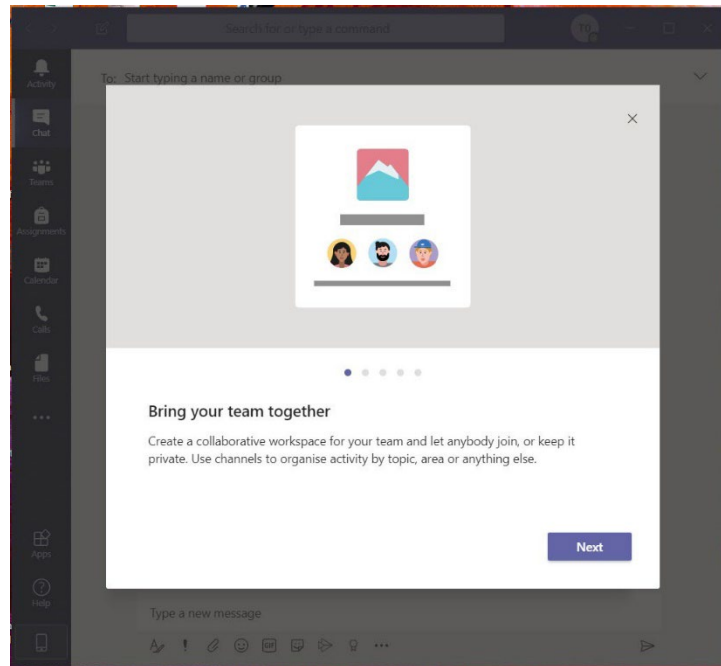 Search for or type a command
TO
Activity
To: Start typing a name or group
Chat
Teams
Assignments
Calendar
Calls
Files
Bring your team together
Create a collaborative workspace for your team and let anybody join, or keep it
private. Use channels to organise activity by topic, area or anything else.
Next
Apps
Help
Type a new message
GIF